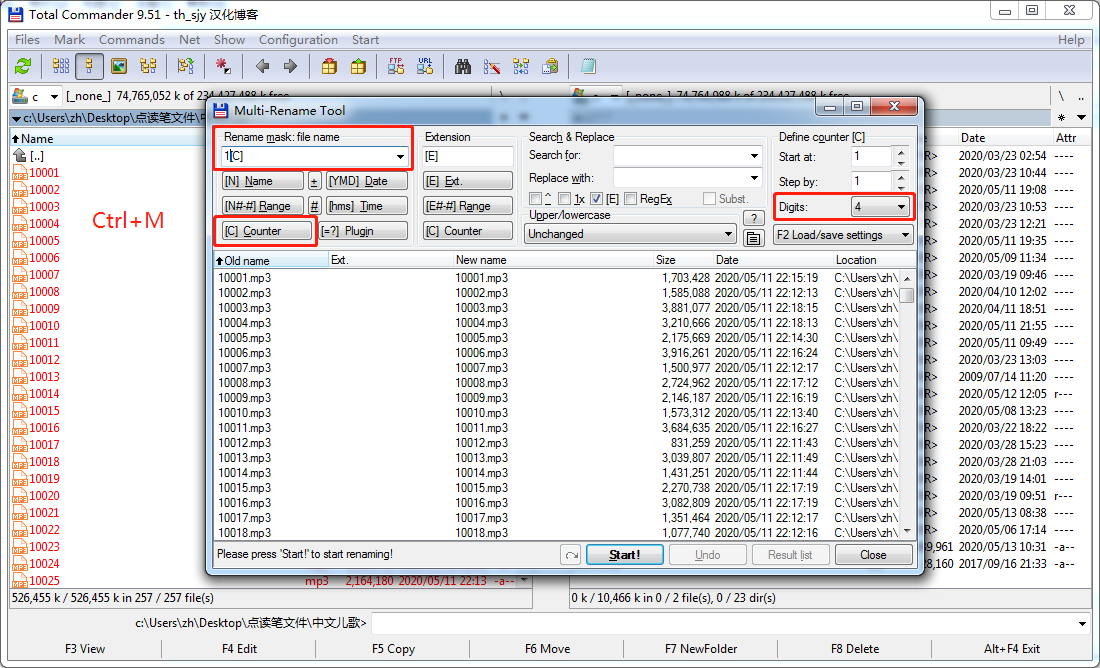 Total Commander 9.51 - th_sjy 汉化博客
Files Mark Commands Net Show Configuration Start Help
FTP URL
c [_none_] 74,765,052 k of 234,427,488 k free \ ..
[_none_] 74,764,988 k of 234,427,488 k free \ ..
c:\Users\zh\Desktop\点读笔文件\中
Name
Date Attr
[..]
10001
10002
10003
10004
10005
10006
10007
10008
10009
10010
10011
10012
10013
10014
10015
10016
10017
10018
10019
10020
10021
10022
10023
10024
10025
Ctrl+M
Multi-Rename Tool
Rename mask: file name
1[C]
[N] Name + [YMD] Date
[N#-#] Range # [hms] Time
[C] Counter [=?] Plugin
Extension
[E]
[E] Ext.
[E#-#] Range
[C] Counter
Search & Replace
Search for:
Replace with:
^ 1x [E] RegEx Subst.
Upper/lowercase
Unchanged
?
Define counter [C]
Start at: 1
Step by: 1
Digits: 4
F2 Load/save settings
Old name Ext. New name Size Date Location
10001.mp3 10001.mp3 1,703,428 2020/05/11 22:15:19 C:\Users\zh\
10002.mp3 10002.mp3 1,585,088 2020/05/11 22:12:13 C:\Users\zh\
10003.mp3 10003.mp3 3,881,077 2020/05/11 22:18:15 C:\Users\zh\
10004.mp3 10004.mp3 3,210,666 2020/05/11 22:18:13 C:\Users\zh\
10005.mp3 10005.mp3 2,175,669 2020/05/11 22:14:30 C:\Users\zh\
10006.mp3 10006.mp3 3,916,261 2020/05/11 22:16:24 C:\Users\zh\
10007.mp3 10007.mp3 1,500,977 2020/05/11 22:12:17 C:\Users\zh\
10008.mp3 10008.mp3 2,724,962 2020/05/11 22:17:12 C:\Users\zh\
10009.mp3 10009.mp3 2,146,187 2020/05/11 22:16:19 C:\Users\zh\
10010.mp3 10010.mp3 1,573,312 2020/05/11 22:13:40 C:\Users\zh\
10011.mp3 10011.mp3 3,684,635 2020/05/11 22:16:27 C:\Users\zh\
10012.mp3 10012.mp3 831,259 2020/05/11 22:11:43 C:\Users\zh\
10013.mp3 10013.mp3 3,039,807 2020/05/11 22:11:49 C:\Users\zh\
10014.mp3 10014.mp3 1,431,251 2020/05/11 22:11:44 C:\Users\zh\
10015.mp3 10015.mp3 2,270,738 2020/05/11 22:17:19 C:\Users\zh\
10016.mp3 10016.mp3 3,082,809 2020/05/11 22:17:19 C:\Users\zh\
10017.mp3 10017.mp3 1,351,464 2020/05/11 22:12:17 C:\Users\zh\
10018.mp3 10018.mp3 1,077,740 2020/05/11 22:12:16 C:\Users\zh\
Please press 'Start!' to start renaming!
Start! Undo Result list Close
R> 2020/03/23 02:54 ----
R> 2020/03/23 10:44 ----
R> 2020/05/11 19:08 ----
R> 2020/03/23 10:53 ----
R> 2020/03/23 12:21 ----
R> 2020/05/11 19:35 ----
R> 2020/05/09 11:34 ----
R> 2020/03/19 09:46 ----
R> 2020/04/10 12:02 ----
R> 2020/04/11 18:51 ----
R> 2020/05/11 21:55 ----
R> 2020/05/11 09:49 ----
R> 2020/03/23 13:03 ----
R> 2009/07/14 11:20 ----
R> 2020/05/12 12:05 r---
R> 2020/05/08 13:23 ----
R> 2020/03/22 18:22 ----
R> 2020/03/28 15:23 ----
R> 2020/03/28 21:03 ----
R> 2020/03/19 14:01 ----
R> 2020/03/19 09:51 r---
R> 2020/05/13 08:38 ----
R> 2020/05/06 17:14 ----
39,961 2020/05/13 10:31 -a--
28,160 2017/09/16 21:33 -a--
mp3 2,164,180 2020/05/11 22:13 -a--
526,455 k / 526,455 k in 257 / 257 file(s)
0 k / 10,466 k in 0 / 2 file(s), 0 / 23 dir(s)
c:\Users\zh\Desktop\点读笔文件\中文儿歌>
F3 View F4 Edit F5 Copy F6 Move F7 NewFolder F8 Delete Alt+F4 Exit